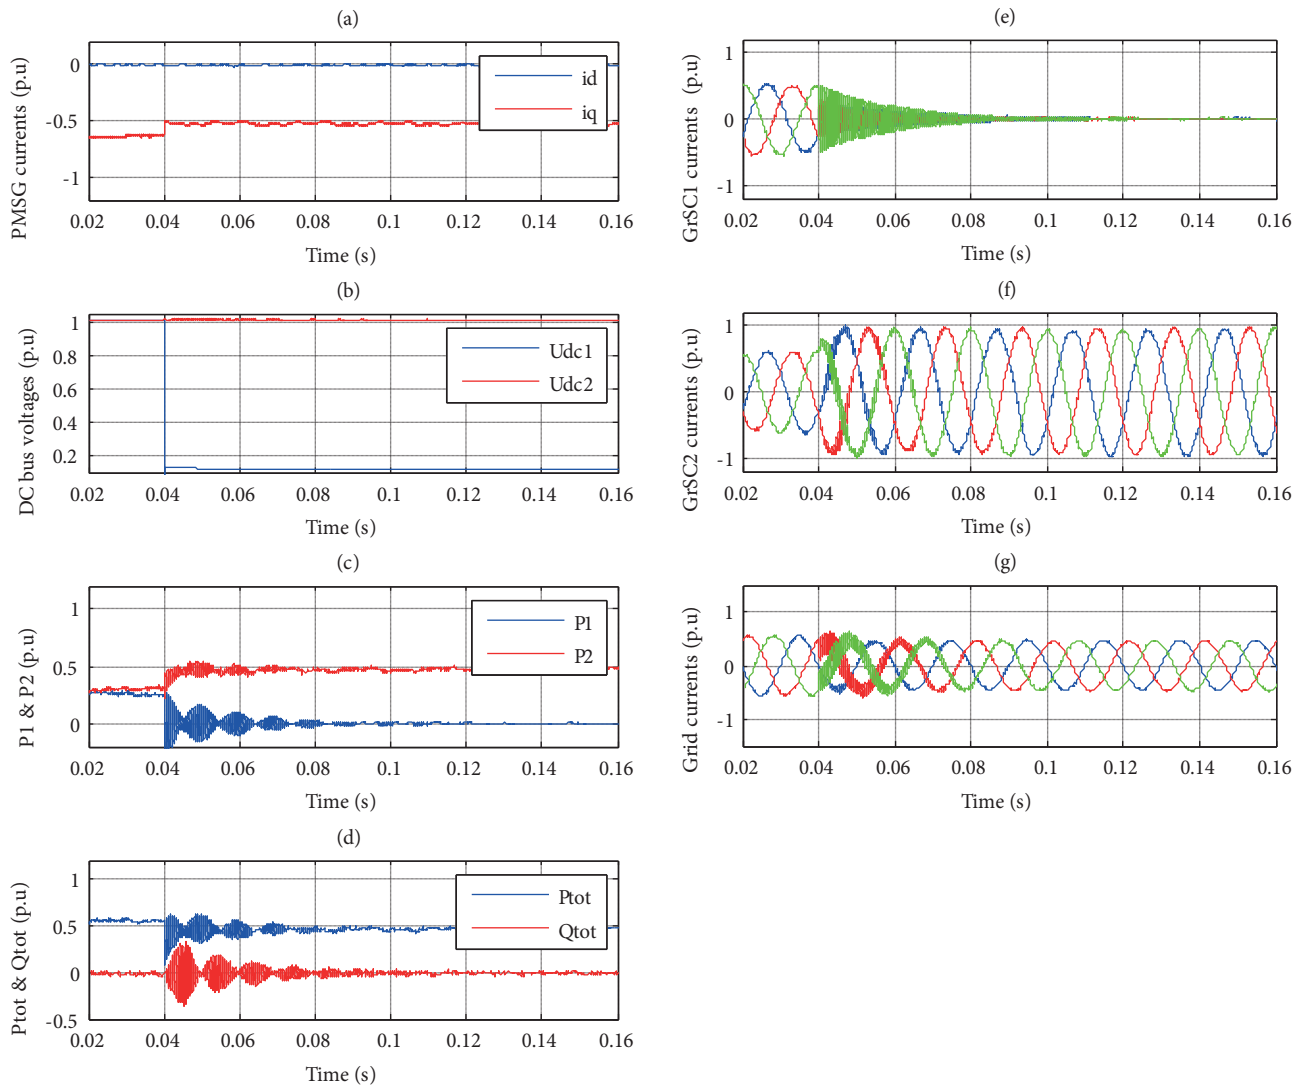 (a)
PMSG currents (p.u)
0
-0.5
-1
id
iq
0.02 0.04 0.06 0.08 0.1 0.12 0.14 0.16
Time (s)
(b)
DC bus voltages (p.u)
1
0.8
0.6
0.4
0.2
Udc1
Udc2
0.02 0.04 0.06 0.08 0.1 0.12 0.14 0.16
Time (s)
(c)
P1 & P2 (p.u)
1
0.5
0
P1
P2
0.02 0.04 0.06 0.08 0.1 0.12 0.14 0.16
Time (s)
(d)
Ptot & Qtot (p.u)
1
0.5
0
-0.5
Ptot
Qtot
0.02 0.04 0.06 0.08 0.1 0.12 0.14 0.16
Time (s)
(e)
GrSC1 currents (p.u)
1
0
-1
0.02 0.04 0.06 0.08 0.1 0.12 0.14 0.16
Time (s)
(f)
GrSC2 currents (p.u)
1
0
-1
0.02 0.04 0.06 0.08 0.1 0.12 0.14 0.16
Time (s)
(g)
Grid currents (p.u)
1
0
-1
0.02 0.04 0.06 0.08 0.1 0.12 0.14 0.16
Time (s)